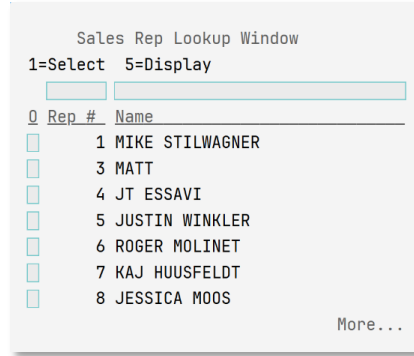 Sales Rep Lookup Window
1=Select  5=Display
O Rep # Name
1 MIKE STILWAGNER
3 MATT
4 JT ESSAVI
5 JUSTIN WINKLER
6 ROGER MOLINET
7 KAJ HUUSFELDT
8 JESSICA MOOS
More...